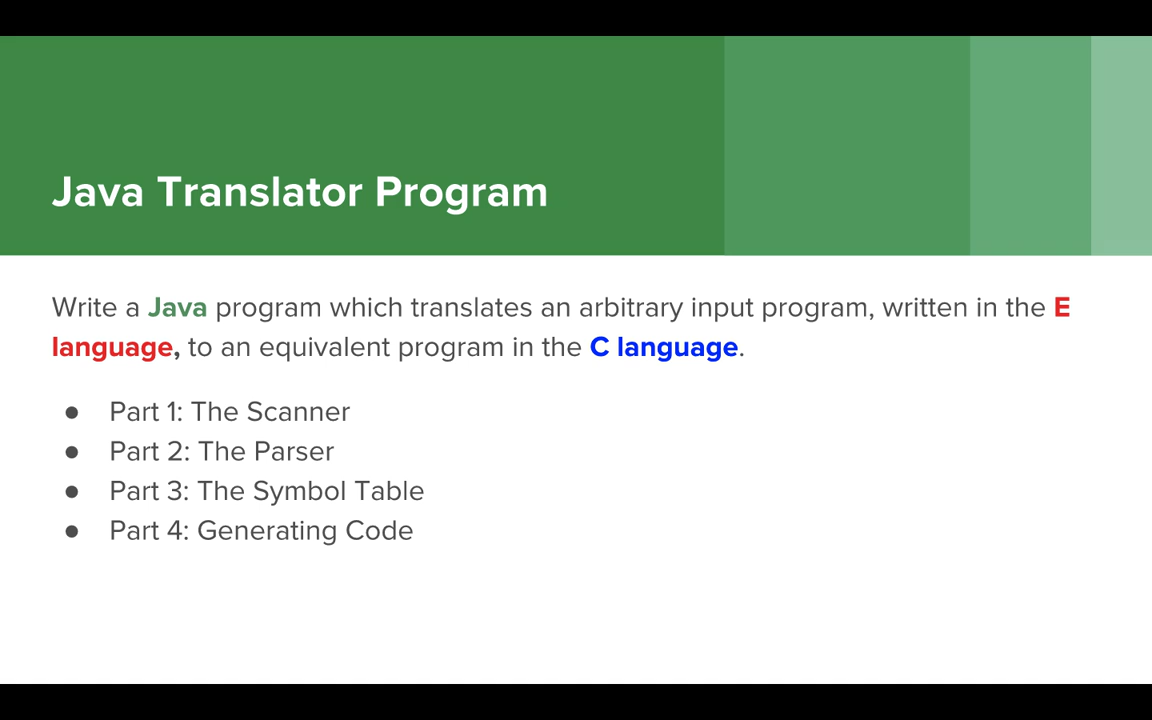 Java Translator Program
Write a Java program which translates an arbitrary input program, written in the E
language, to an equivalent program in the C language.
● Part 1: The Scanner
● Part 2: The Parser
● Part 3: The Symbol Table
● Part 4: Generating Code